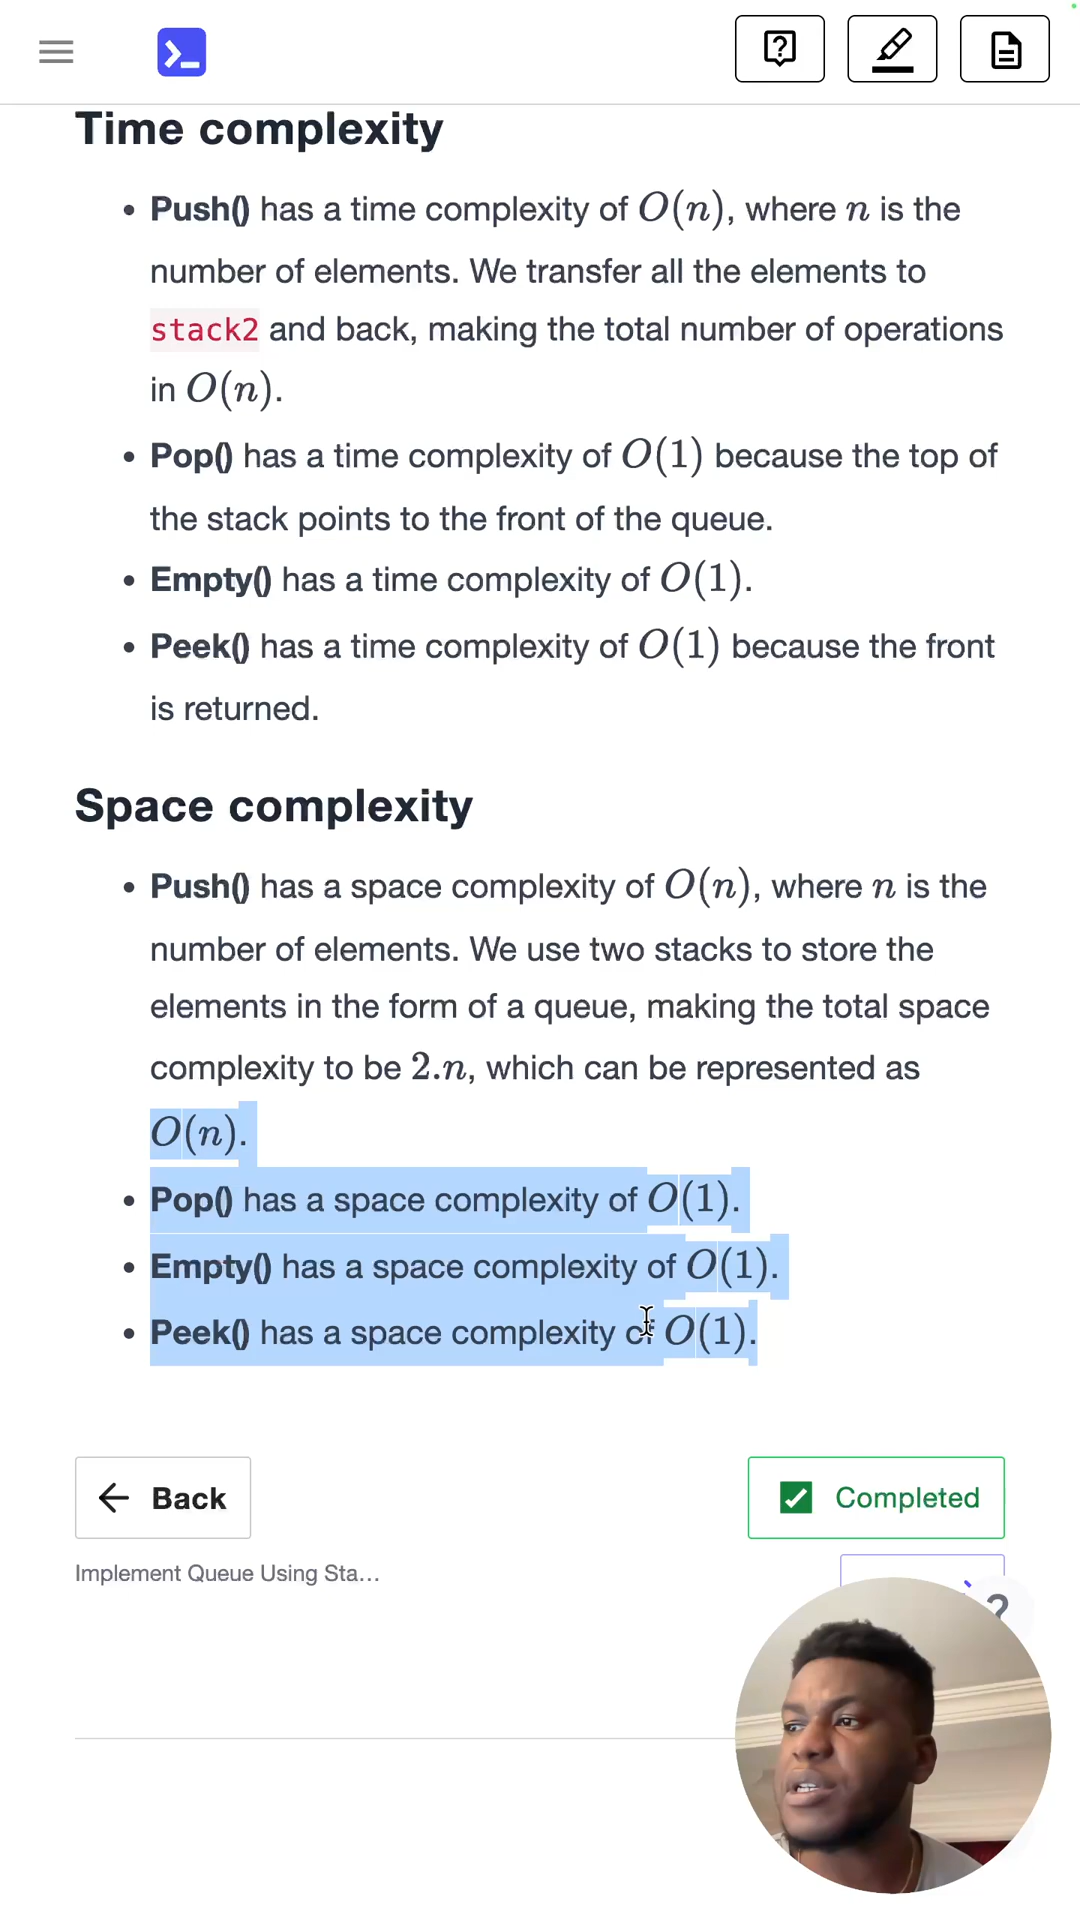 Time complexity
• Push() has a time complexity of O(n), where n is the
number of elements. We transfer all the elements to
stack2 and back, making the total number of operations
in O(n).
• Pop() has a time complexity of O(1) because the top of
the stack points to the front of the queue.
• Empty() has a time complexity of O(1).
• Peek() has a time complexity of O(1) because the front
is returned.
Space complexity
• Push() has a space complexity of O(n), where n is the
number of elements. We use two stacks to store the
elements in the form of a queue, making the total space
complexity to be 2.n, which can be represented as
O(n).
• Pop() has a space complexity of O(1).
• Empty() has a space complexity of O(1).
• Peek() has a space complexity of O(1).
← Back
Completed
Implement Queue Using Sta...
?